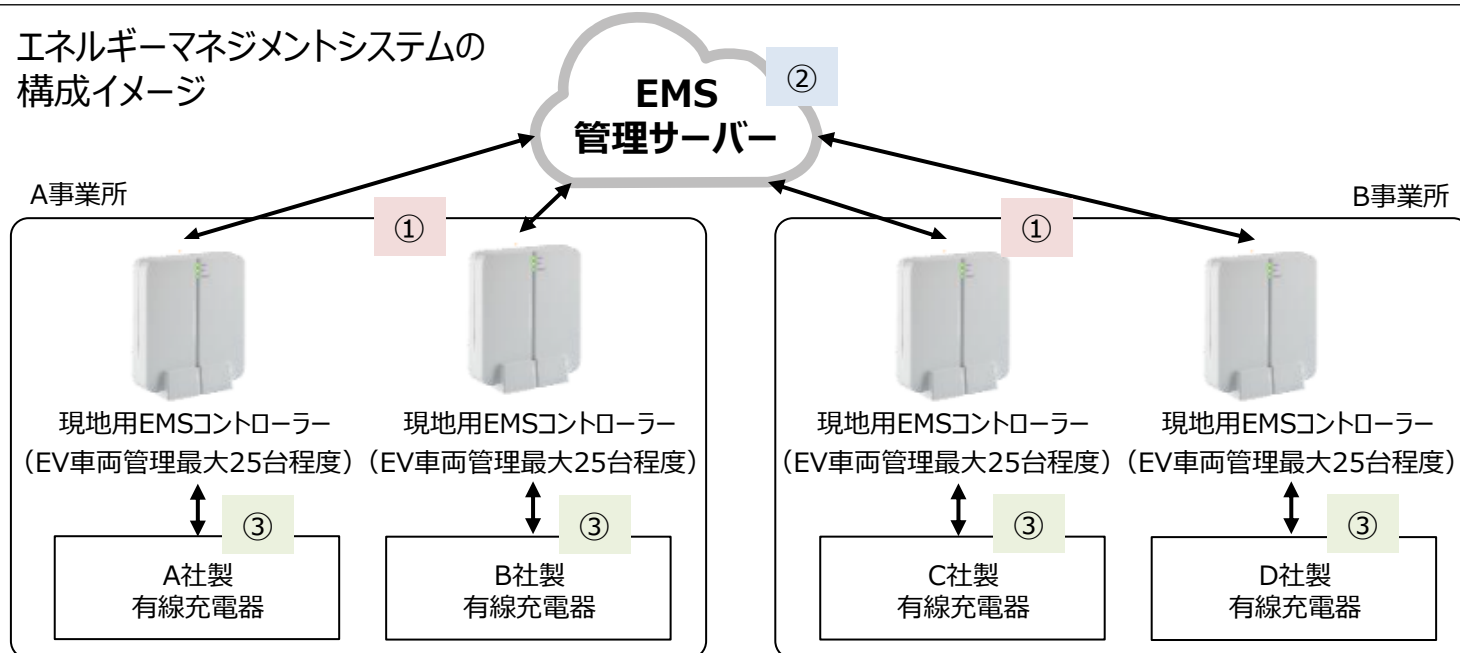 エネルギーマネジメントシステムの
構成イメージ
EMS
管理サーバー
②
A事業所
B事業所
①
①
現地用EMSコントローラー
(EV車両管理最大25台程度)
現地用EMSコントローラー
(EV車両管理最大25台程度)
現地用EMSコントローラー
(EV車両管理最大25台程度)
現地用EMSコントローラー
(EV車両管理最大25台程度)
③
③
③
③
A社製
有線充電器
B社製
有線充電器
C社製
有線充電器
D社製
有線充電器